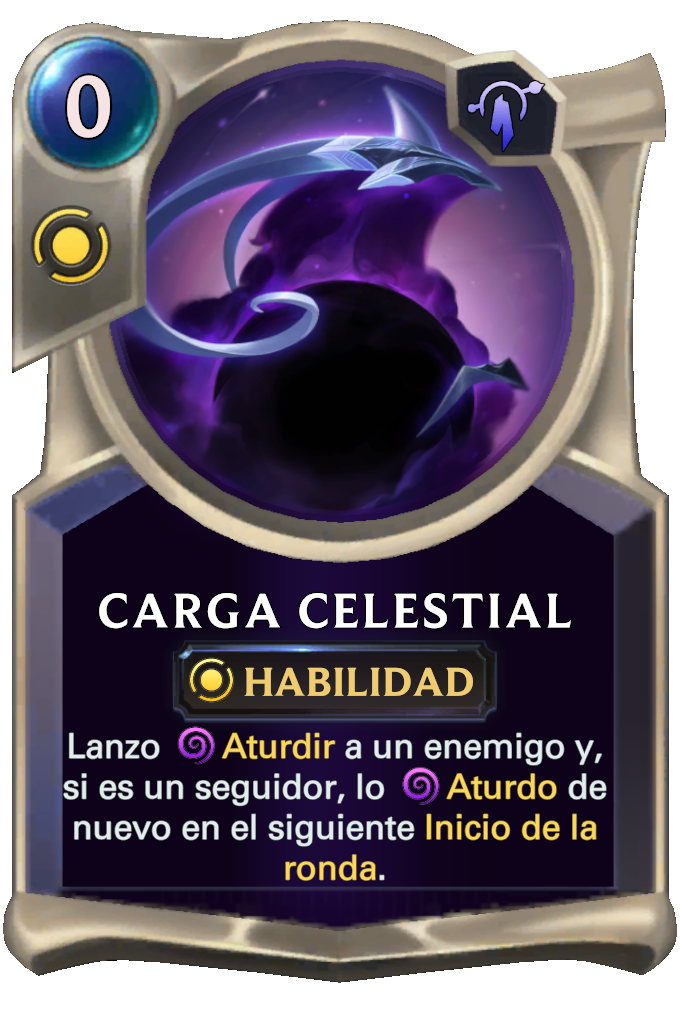 0
CARGA CELESTIAL
HABILIDAD
Lanzo Aturdir a un enemigo y,
si es un seguidor, lo Aturdo de
nuevo en el siguiente Inicio de la
ronda.